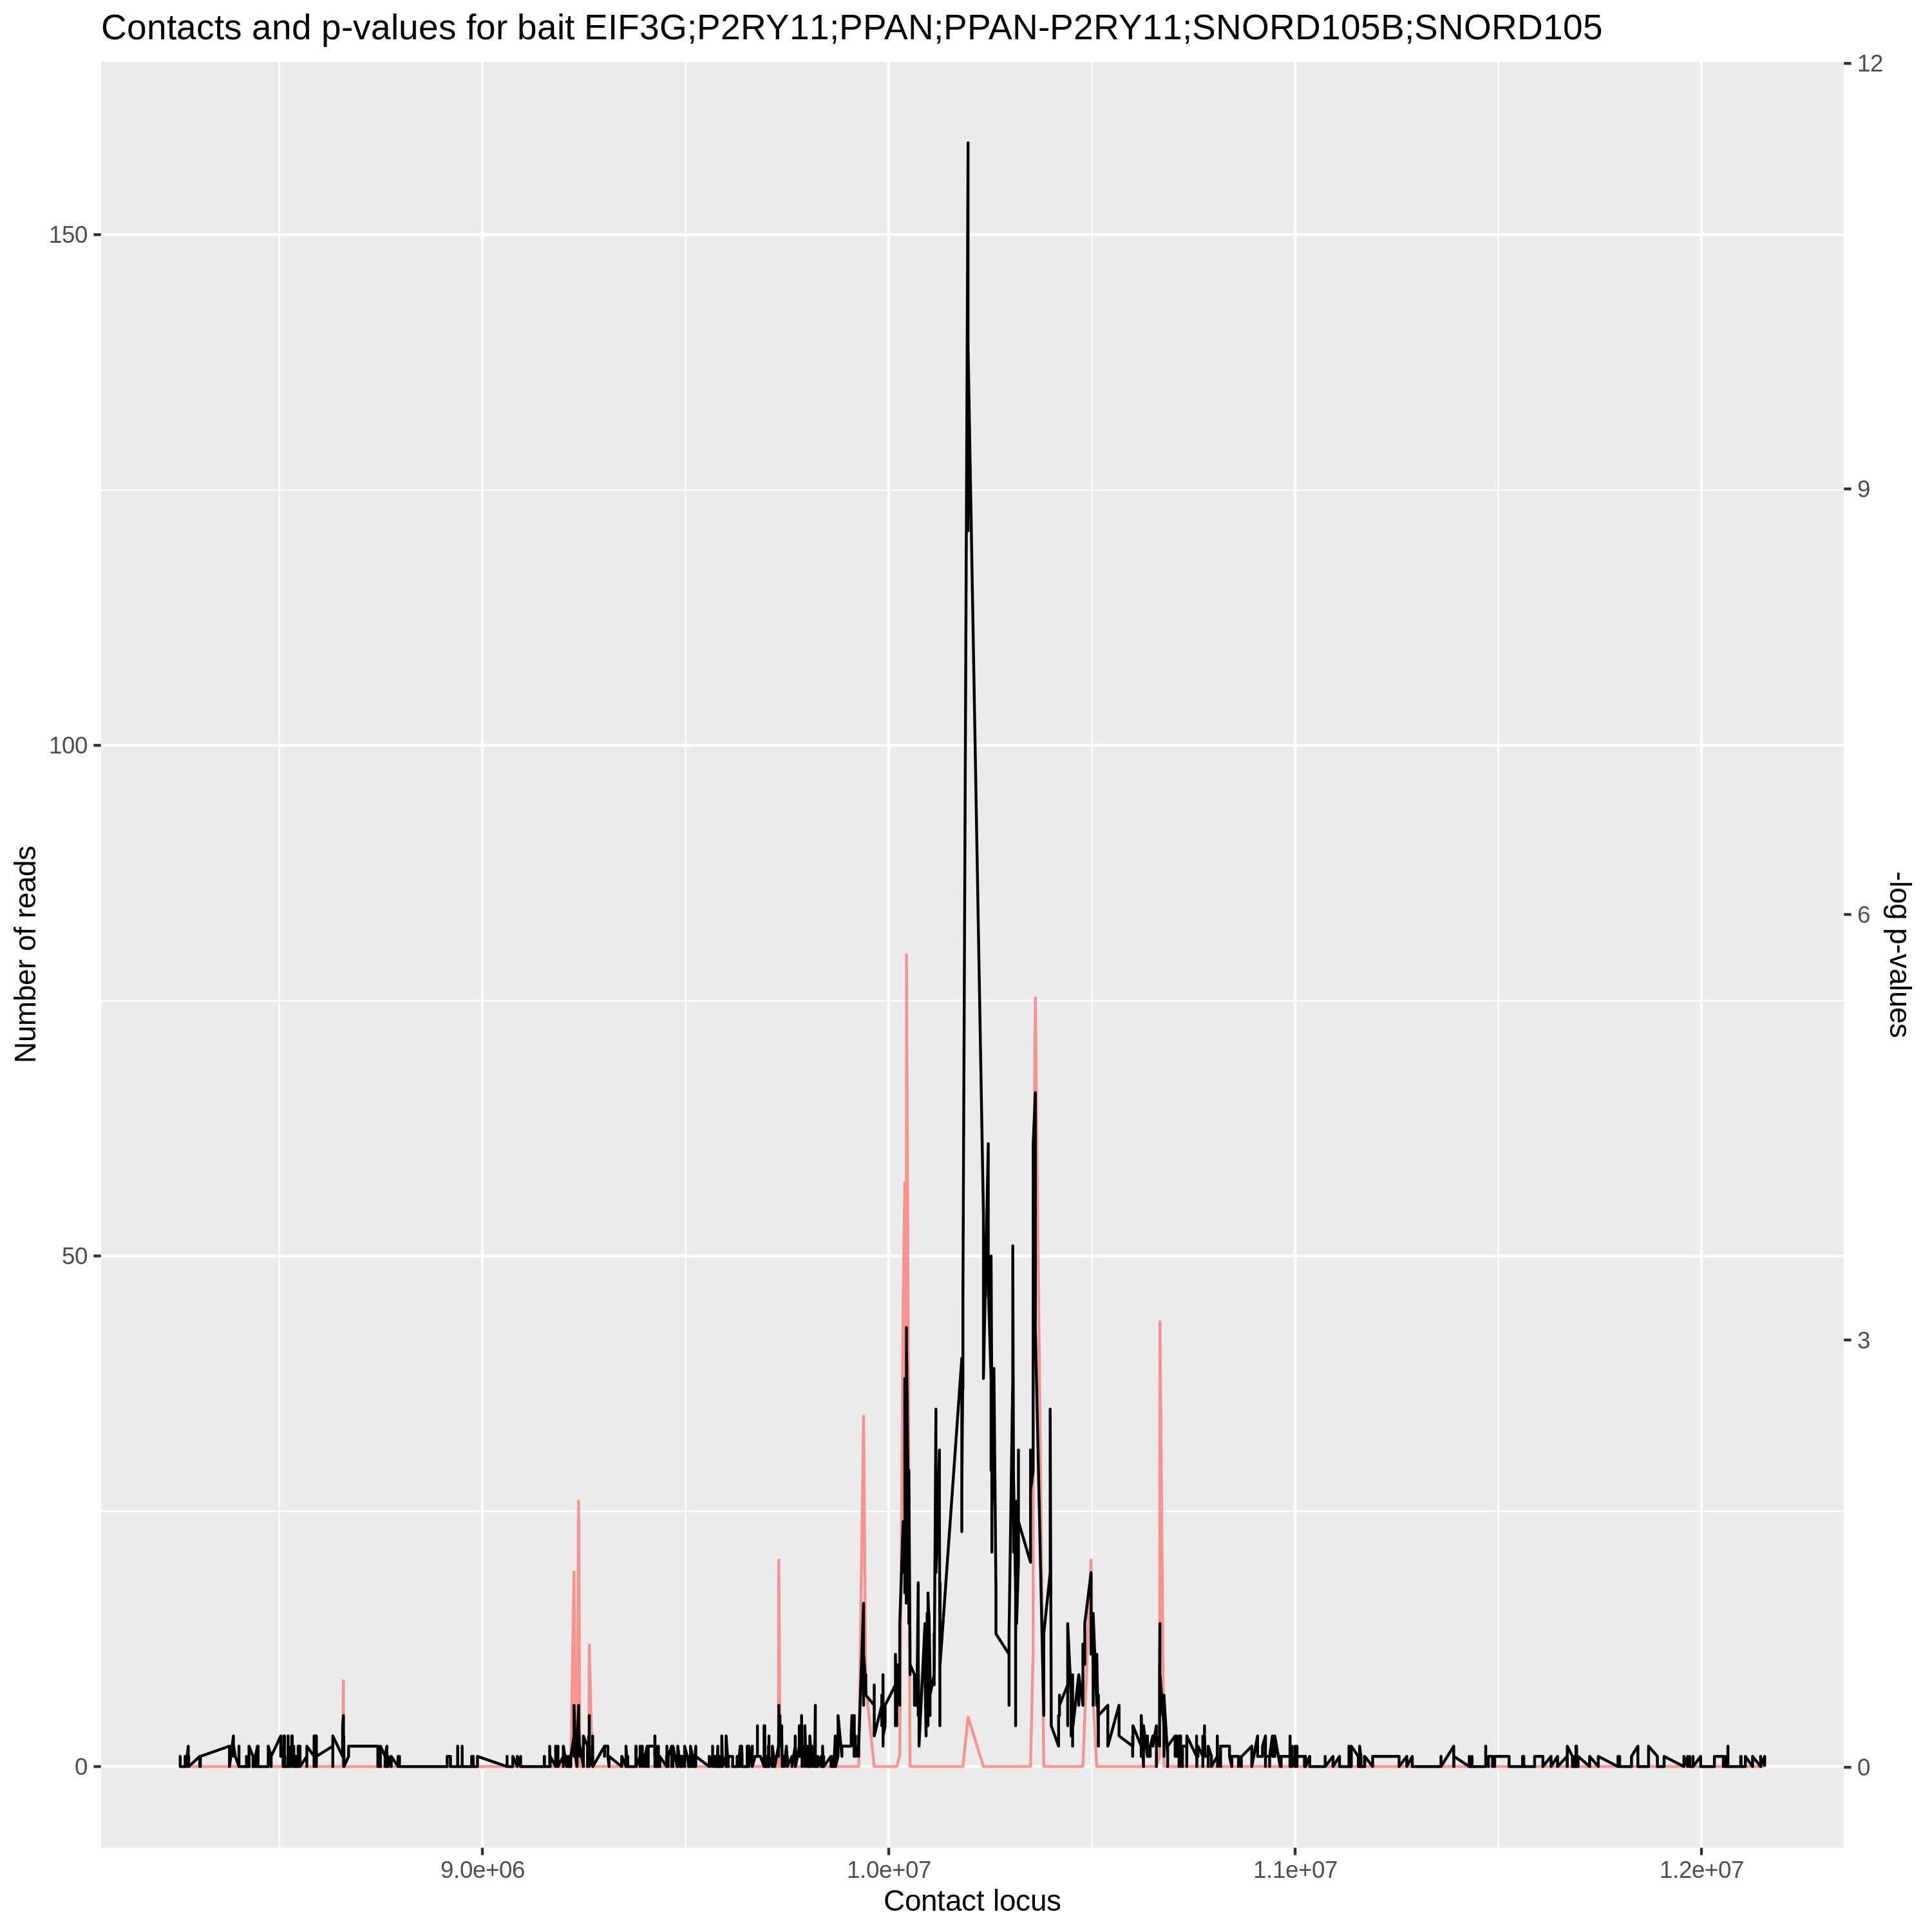 Contacts and p-values for bait EIF3G;P2RY11;PPAN;PPAN-P2RY11;SNORD105B;SNORD105
150
100
50
0
Number of reads
12
9
6
3
0
-log p-values
9.0e+06
1.0e+07
1.1e+07
1.2e+07
Contact locus